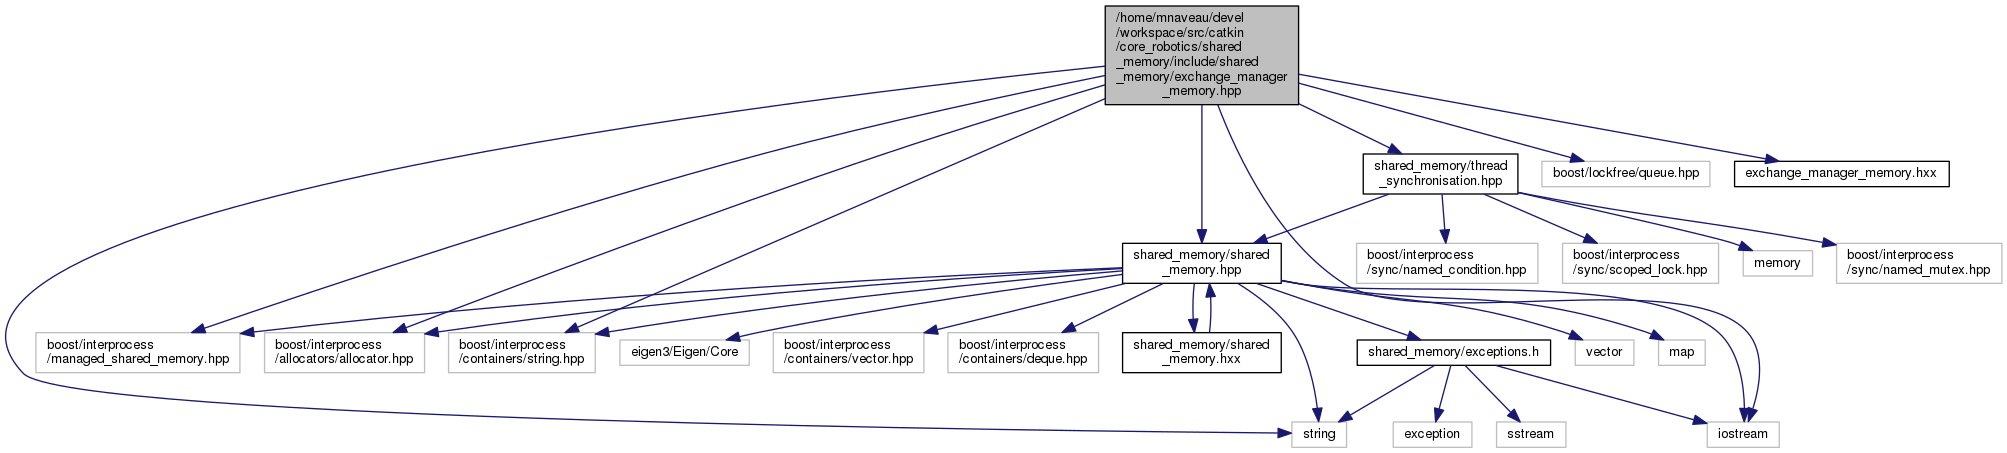 /home/mnaveau/devel
/workspace/src/catkin
/core_robotics/shared
_memory/include/shared
_memory/exchange_manager
_memory.hpp
shared_memory/thread
_synchronisation.hpp
boost/lockfree/queue.hpp
exchange_manager_memory.hxx
shared_memory/shared
_memory.hpp
boost/interprocess
/sync/named_condition.hpp
boost/interprocess
/sync/scoped_lock.hpp
memory
boost/interprocess
/sync/named_mutex.hpp
boost/interprocess
/managed_shared_memory.hpp
boost/interprocess
/allocators/allocator.hpp
boost/interprocess
/containers/string.hpp
eigen3/Eigen/Core
boost/interprocess
/containers/vector.hpp
boost/interprocess
/containers/deque.hpp
shared_memory/shared
_memory.hxx
shared_memory/exceptions.h
vector
map
string
exception
sstream
iostream